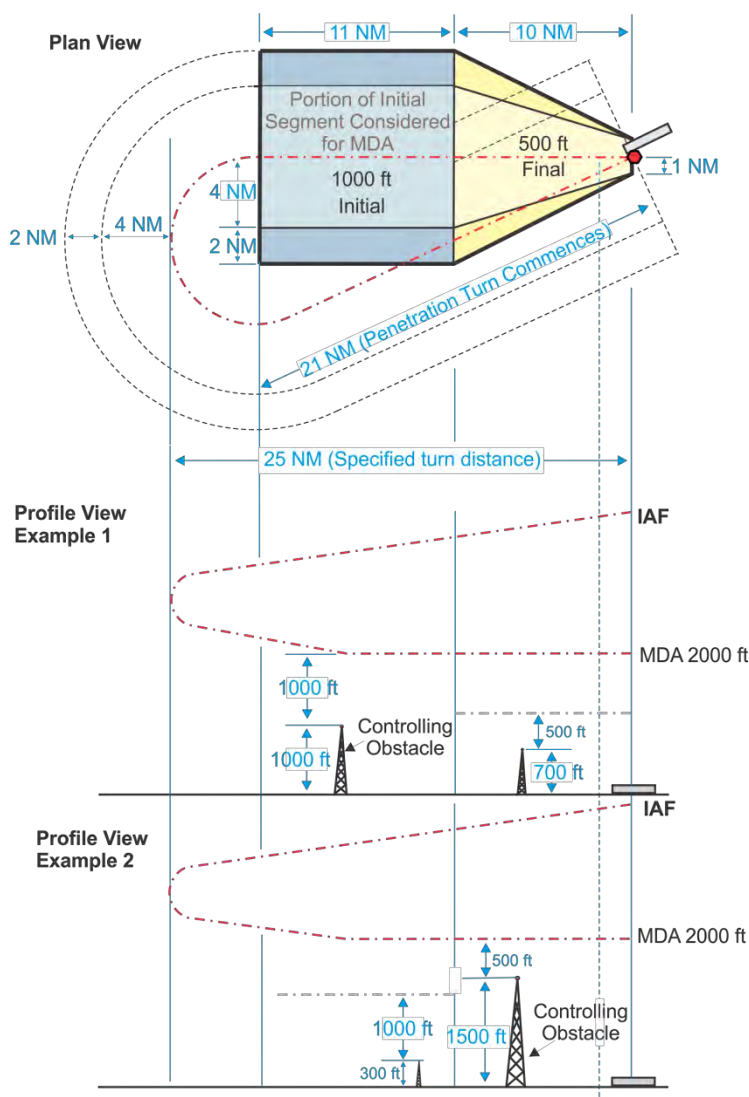 Plan View
11 NM
10 NM
Portion of Initial
Segment Considered
for MDA
500 ft
Final
1 NM
4 NM
1000 ft
Initial
2 NM
4 NM
2 NM
21 NM (Penetration Turn Commences)
25 NM (Specified turn distance)
Profile View
Example 1
IAF
MDA 2000 ft
1000 ft
Controlling
Obstacle
1000 ft
500 ft
700 ft
Profile View
Example 2
IAF
MDA 2000 ft
500 ft
1000 ft
1500 ft
Controlling
Obstacle
300 ft